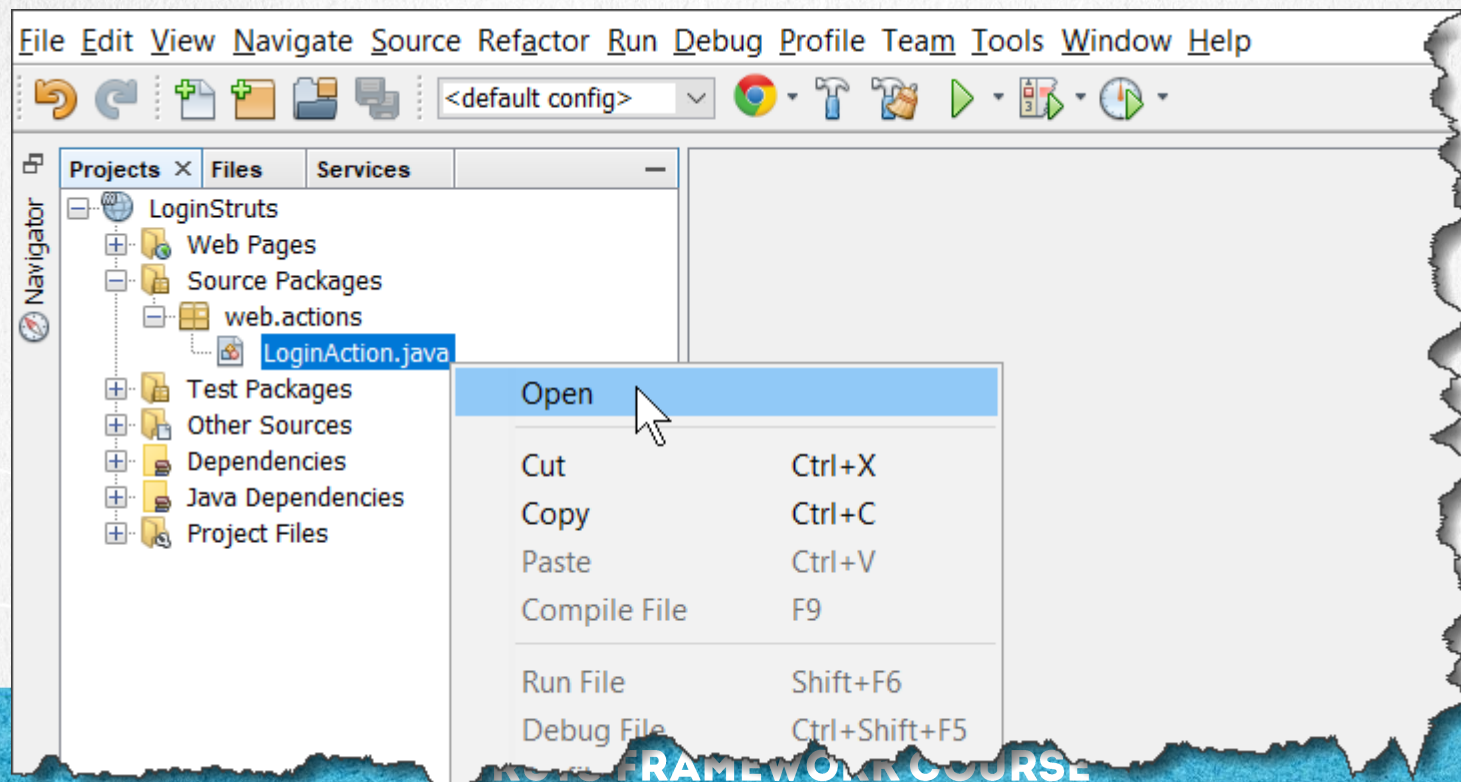 File Edit View Navigate Source Refactor Run Debug Profile Team Tools Window Help
<default config>
Projects Files Services
Navigator
LoginStruts
Web Pages
Source Packages
web.actions
LoginAction.java
Test Packages
Other Sources
Dependencies
Java Dependencies
Project Files
Open
Cut Ctrl+X
Copy Ctrl+C
Paste Ctrl+V
Compile File F9
Run File Shift+F6
Debug File Ctrl+Shift+F5
FRAMEWORK COURSE